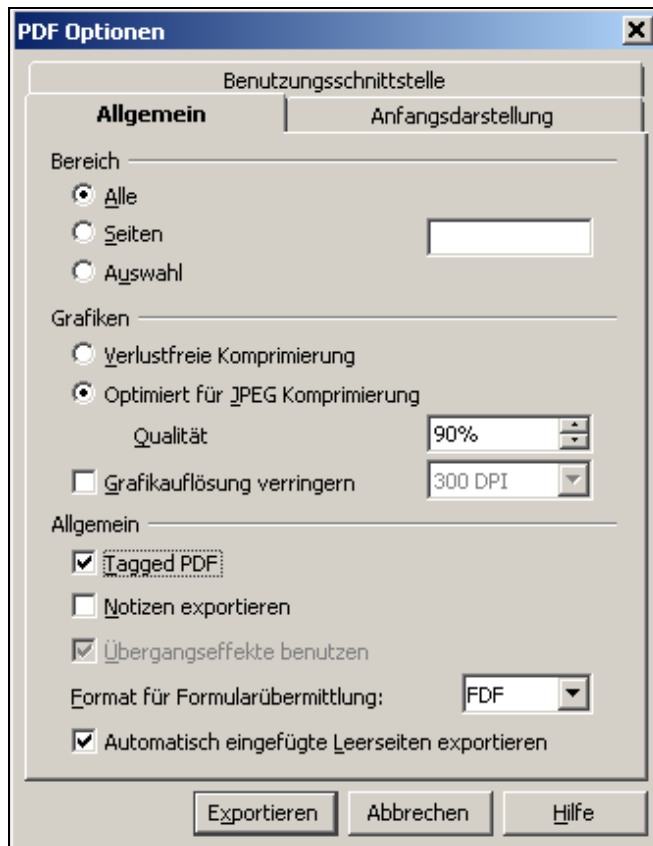 PDF Optionen
Benutzungsschnittstelle
Allgemein Anfangsdarstellung
Bereich
Alle
Seiten
Auswahl
Grafiken
Verlustfreie Komprimierung
Optimiert für JPEG Komprimierung
Qualität 90%
Grafikauflösung verringern 300 DPI
Allgemein
Tagged PDF
Notizen exportieren
Übergangseffekte benutzen
Format für Formularübermittlung: FDF
Automatisch eingefügte Leerseiten exportieren
Exportieren Abbrechen Hilfe